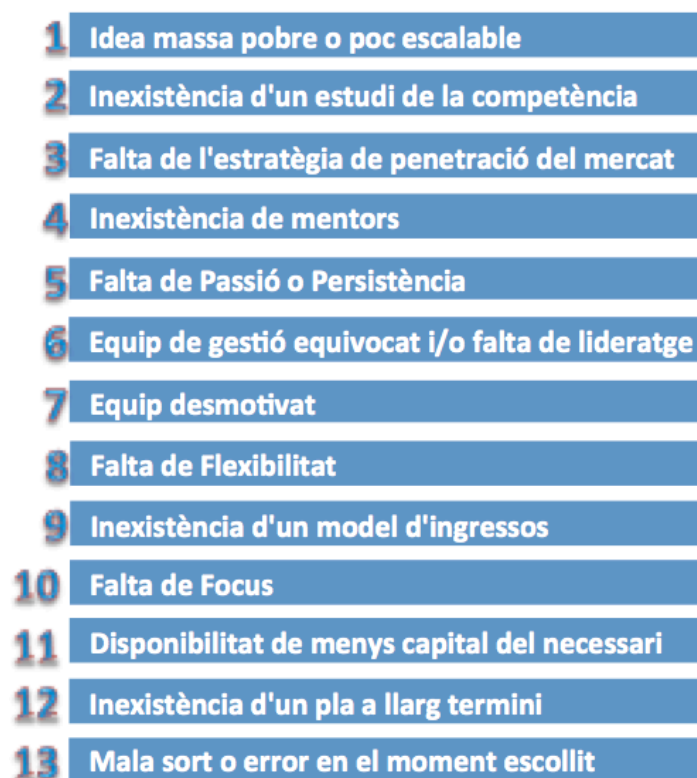 1 Idea massa pobre o poc escalable
2 Inexistència d'un estudi de la competència
3 Falta de l'estratègia de penetració del mercat
4 Inexistència de mentors
5 Falta de Passió o Persistència
6 Equip de gestió equivocat i/o falta de lideratge
7 Equip desmotivat
8 Falta de Flexibilitat
9 Inexistència d'un model d'ingressos
10 Falta de Focus
11 Disponibilitat de menys capital del necessari
12 Inexistència d'un pla a llarg termini
13 Mala sort o error en el moment escollit